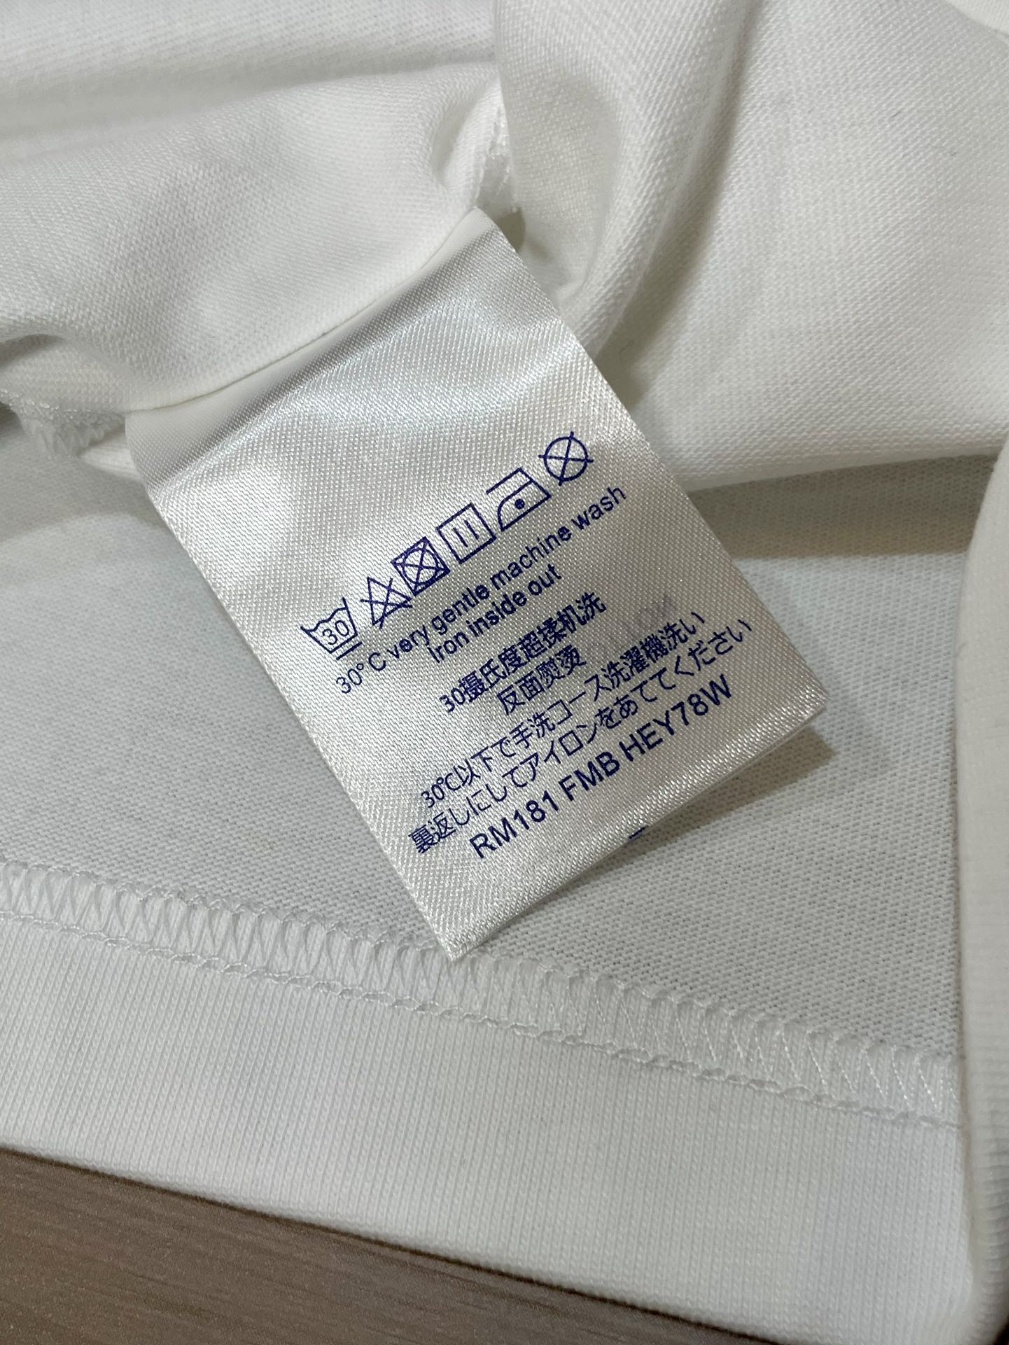 30
30°C very gentle machine wash
Iron inside out
30摄氏度超揉机洗
反面熨烫
30℃以下で手洗コース洗濯機洗い
裏返しにしてアイロンをあててください
RM181 FMB HEY78W